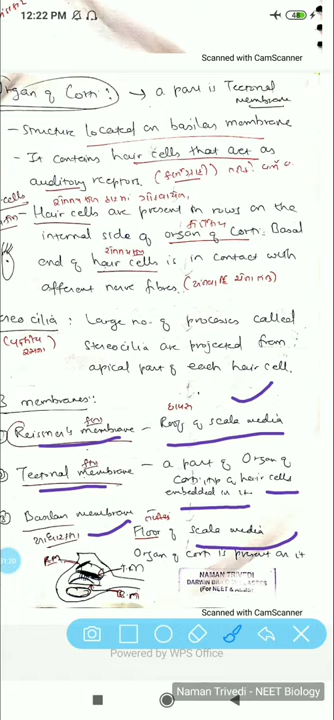 12:22 PM
48
Scanned with CamScanner
Organ of Corti: → a part is Tectorial
membrane
- Structure located on basilar membrane
- It contains hair cells that act as
auditory receptors.
- Hair cells are present in rows on the
internal side of organ of Corti. Basal
end of hair cells is in contact with
afferent nerve fibres.
Stereo cilia: Large no. of processes called
stereocilia are projected from
apical part of each hair cell.
3 membranes:
① Reissner's membrane - Roof of scala media
② Tectorial membrane - a part of Organ of
Corti & hair cells
embedded in it
③ Basilar membrane - Floor of scala media
Organ of corti is present on it
R.M
T.M
B.M
NAMAN TRIVEDI
(For NEET & AIIMS)
Scanned with CamScanner
Powered by WPS Office
Naman Trivedi - NEET Biology